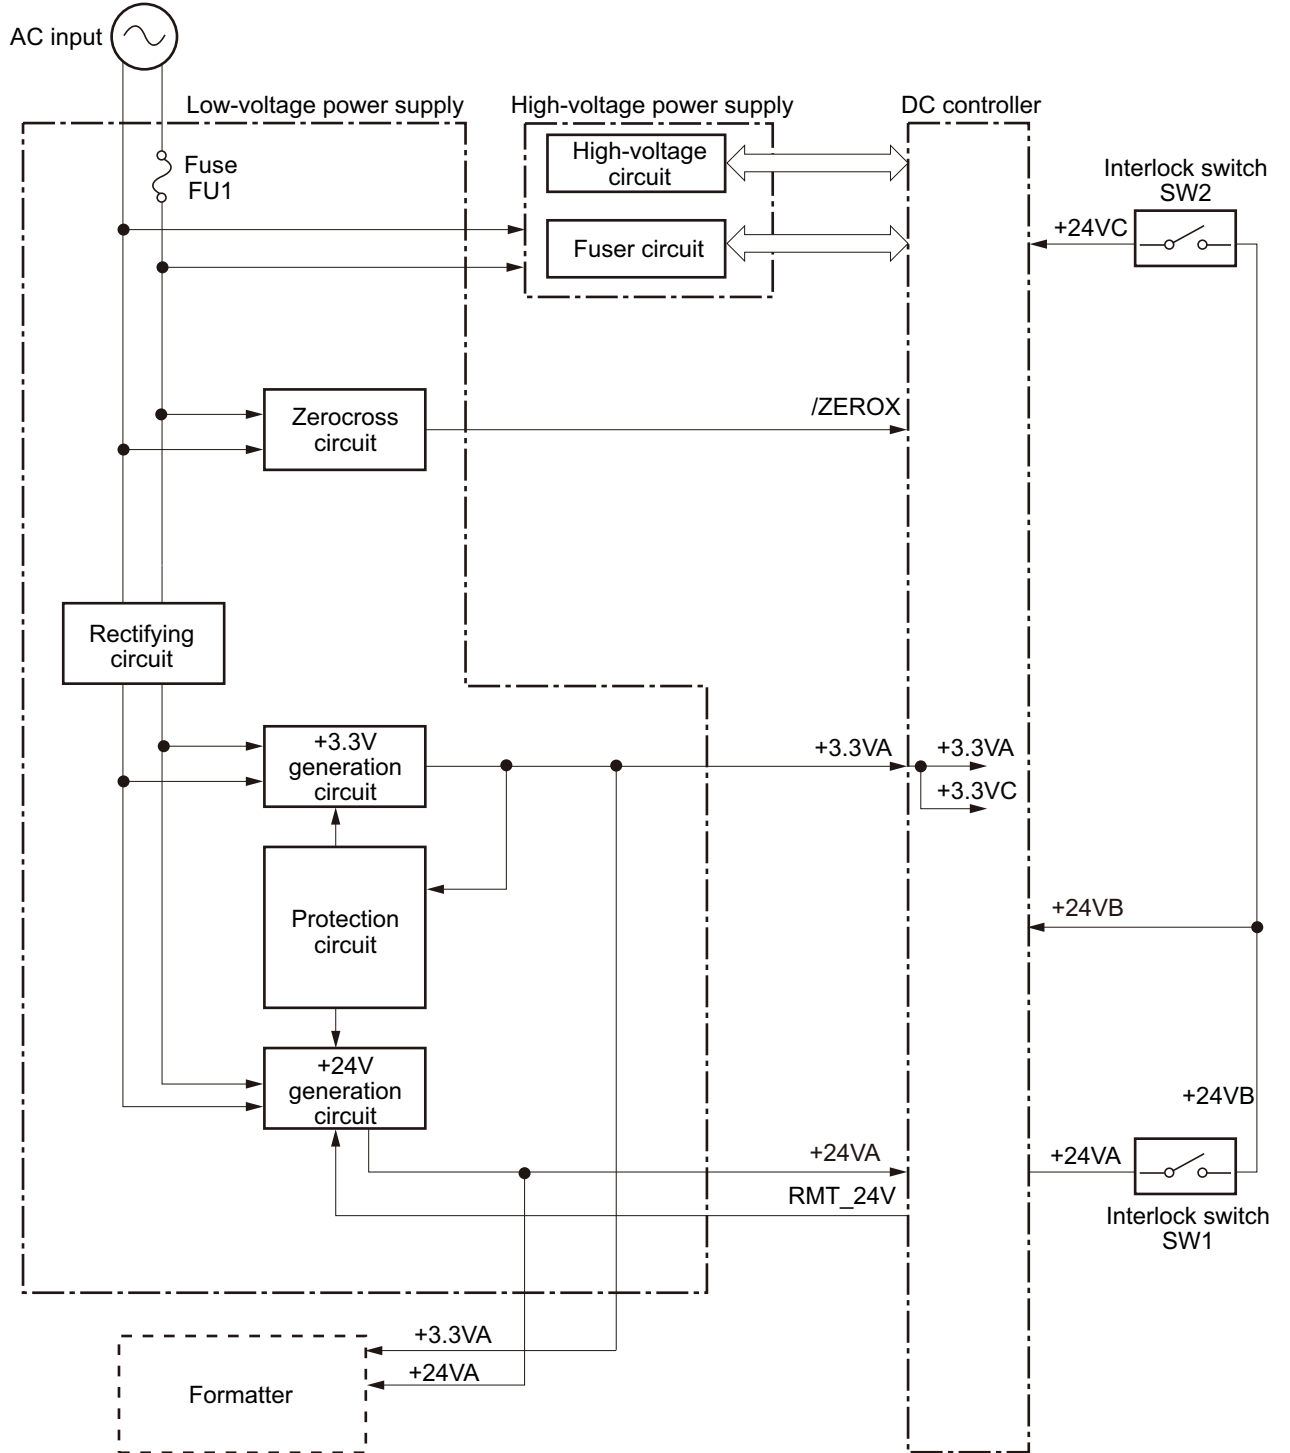 AC input
Low-voltage power supply
High-voltage power supply
DC controller
Fuse
FU1
High-voltage
circuit
Fuser circuit
Interlock switch
SW2
+24VC
Zerocross
circuit
/ZEROX
Rectifying
circuit
+3.3V
generation
circuit
+3.3VA
+3.3VA
+3.3VC
Protection
circuit
+24VB
+24V
generation
circuit
+24VB
+24VA
+24VA
RMT_24V
Interlock switch
SW1
+3.3VA
+24VA
Formatter